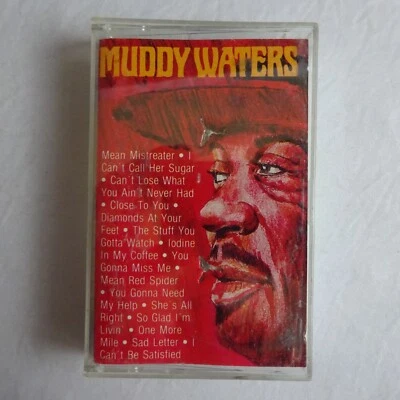 MUDDY WATERS
Mean Mistreater • I
Can't Call Her Sugar
• Can't Lose What
You Ain't Never Had
• Close To You •
Diamonds At Your
Feet • The Stuff You
Gotta Watch • Iodine
In My Coffee • You
Gonna Miss Me •
Mean Red Spider
• You Gonna Need
My Help • She's All
Right • So Glad I'm
Livin' • One More
Mile • Sad Letter • I
Can't Be Satisfied